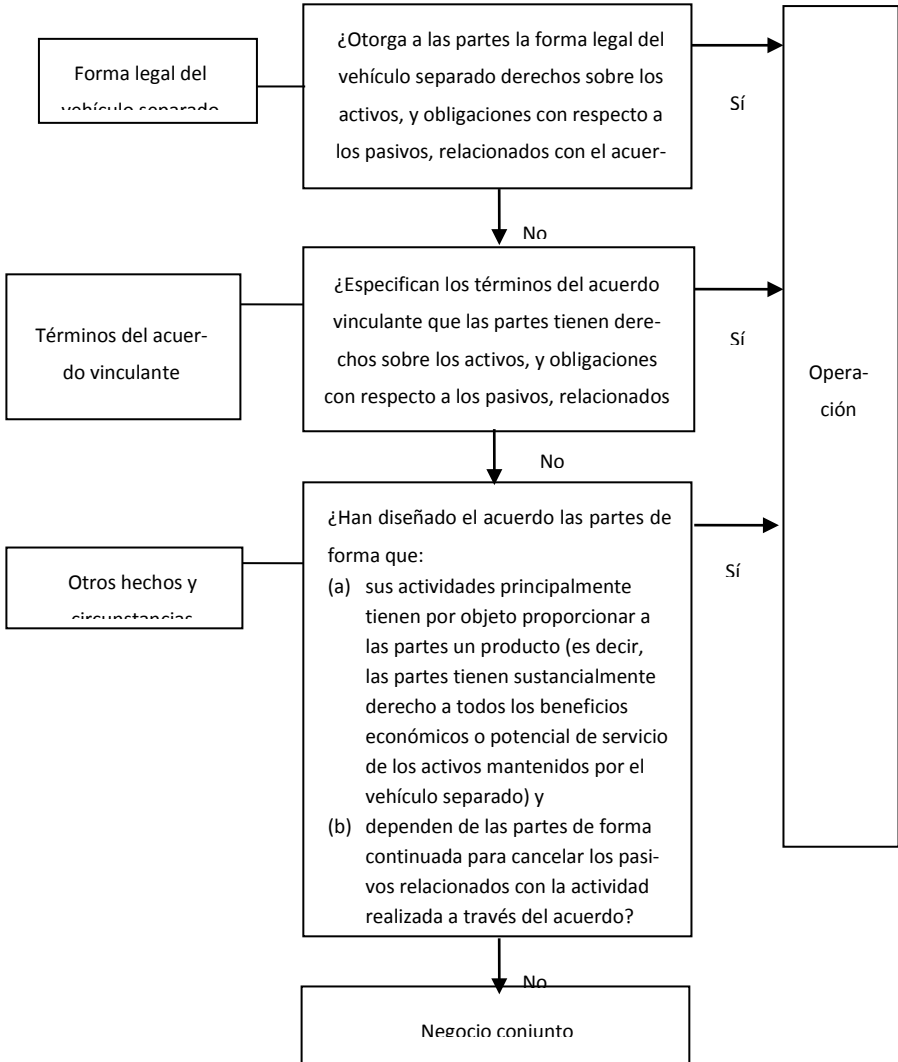 Forma legal del
vehículo separado
¿Otorga a las partes la forma legal del
vehículo separado derechos sobre los
activos, y obligaciones con respecto a
los pasivos, relacionados con el acuer-
Sí
No
Términos del acuer-
do vinculante
¿Especifican los términos del acuerdo
vinculante que las partes tienen dere-
chos sobre los activos, y obligaciones
con respecto a los pasivos, relacionados
Sí
Opera-
ción
No
Otros hechos y
circunstancias
¿Han diseñado el acuerdo las partes de
forma que:
(a) sus actividades principalmente
tienen por objeto proporcionar a
las partes un producto (es decir,
las partes tienen sustancialmente
derecho a todos los beneficios
económicos o potencial de servicio
de los activos mantenidos por el
vehículo separado) y
(b) dependen de las partes de forma
continuada para cancelar los pasi-
vos relacionados con la actividad
realizada a través del acuerdo?
Sí
No
Negocio conjunto